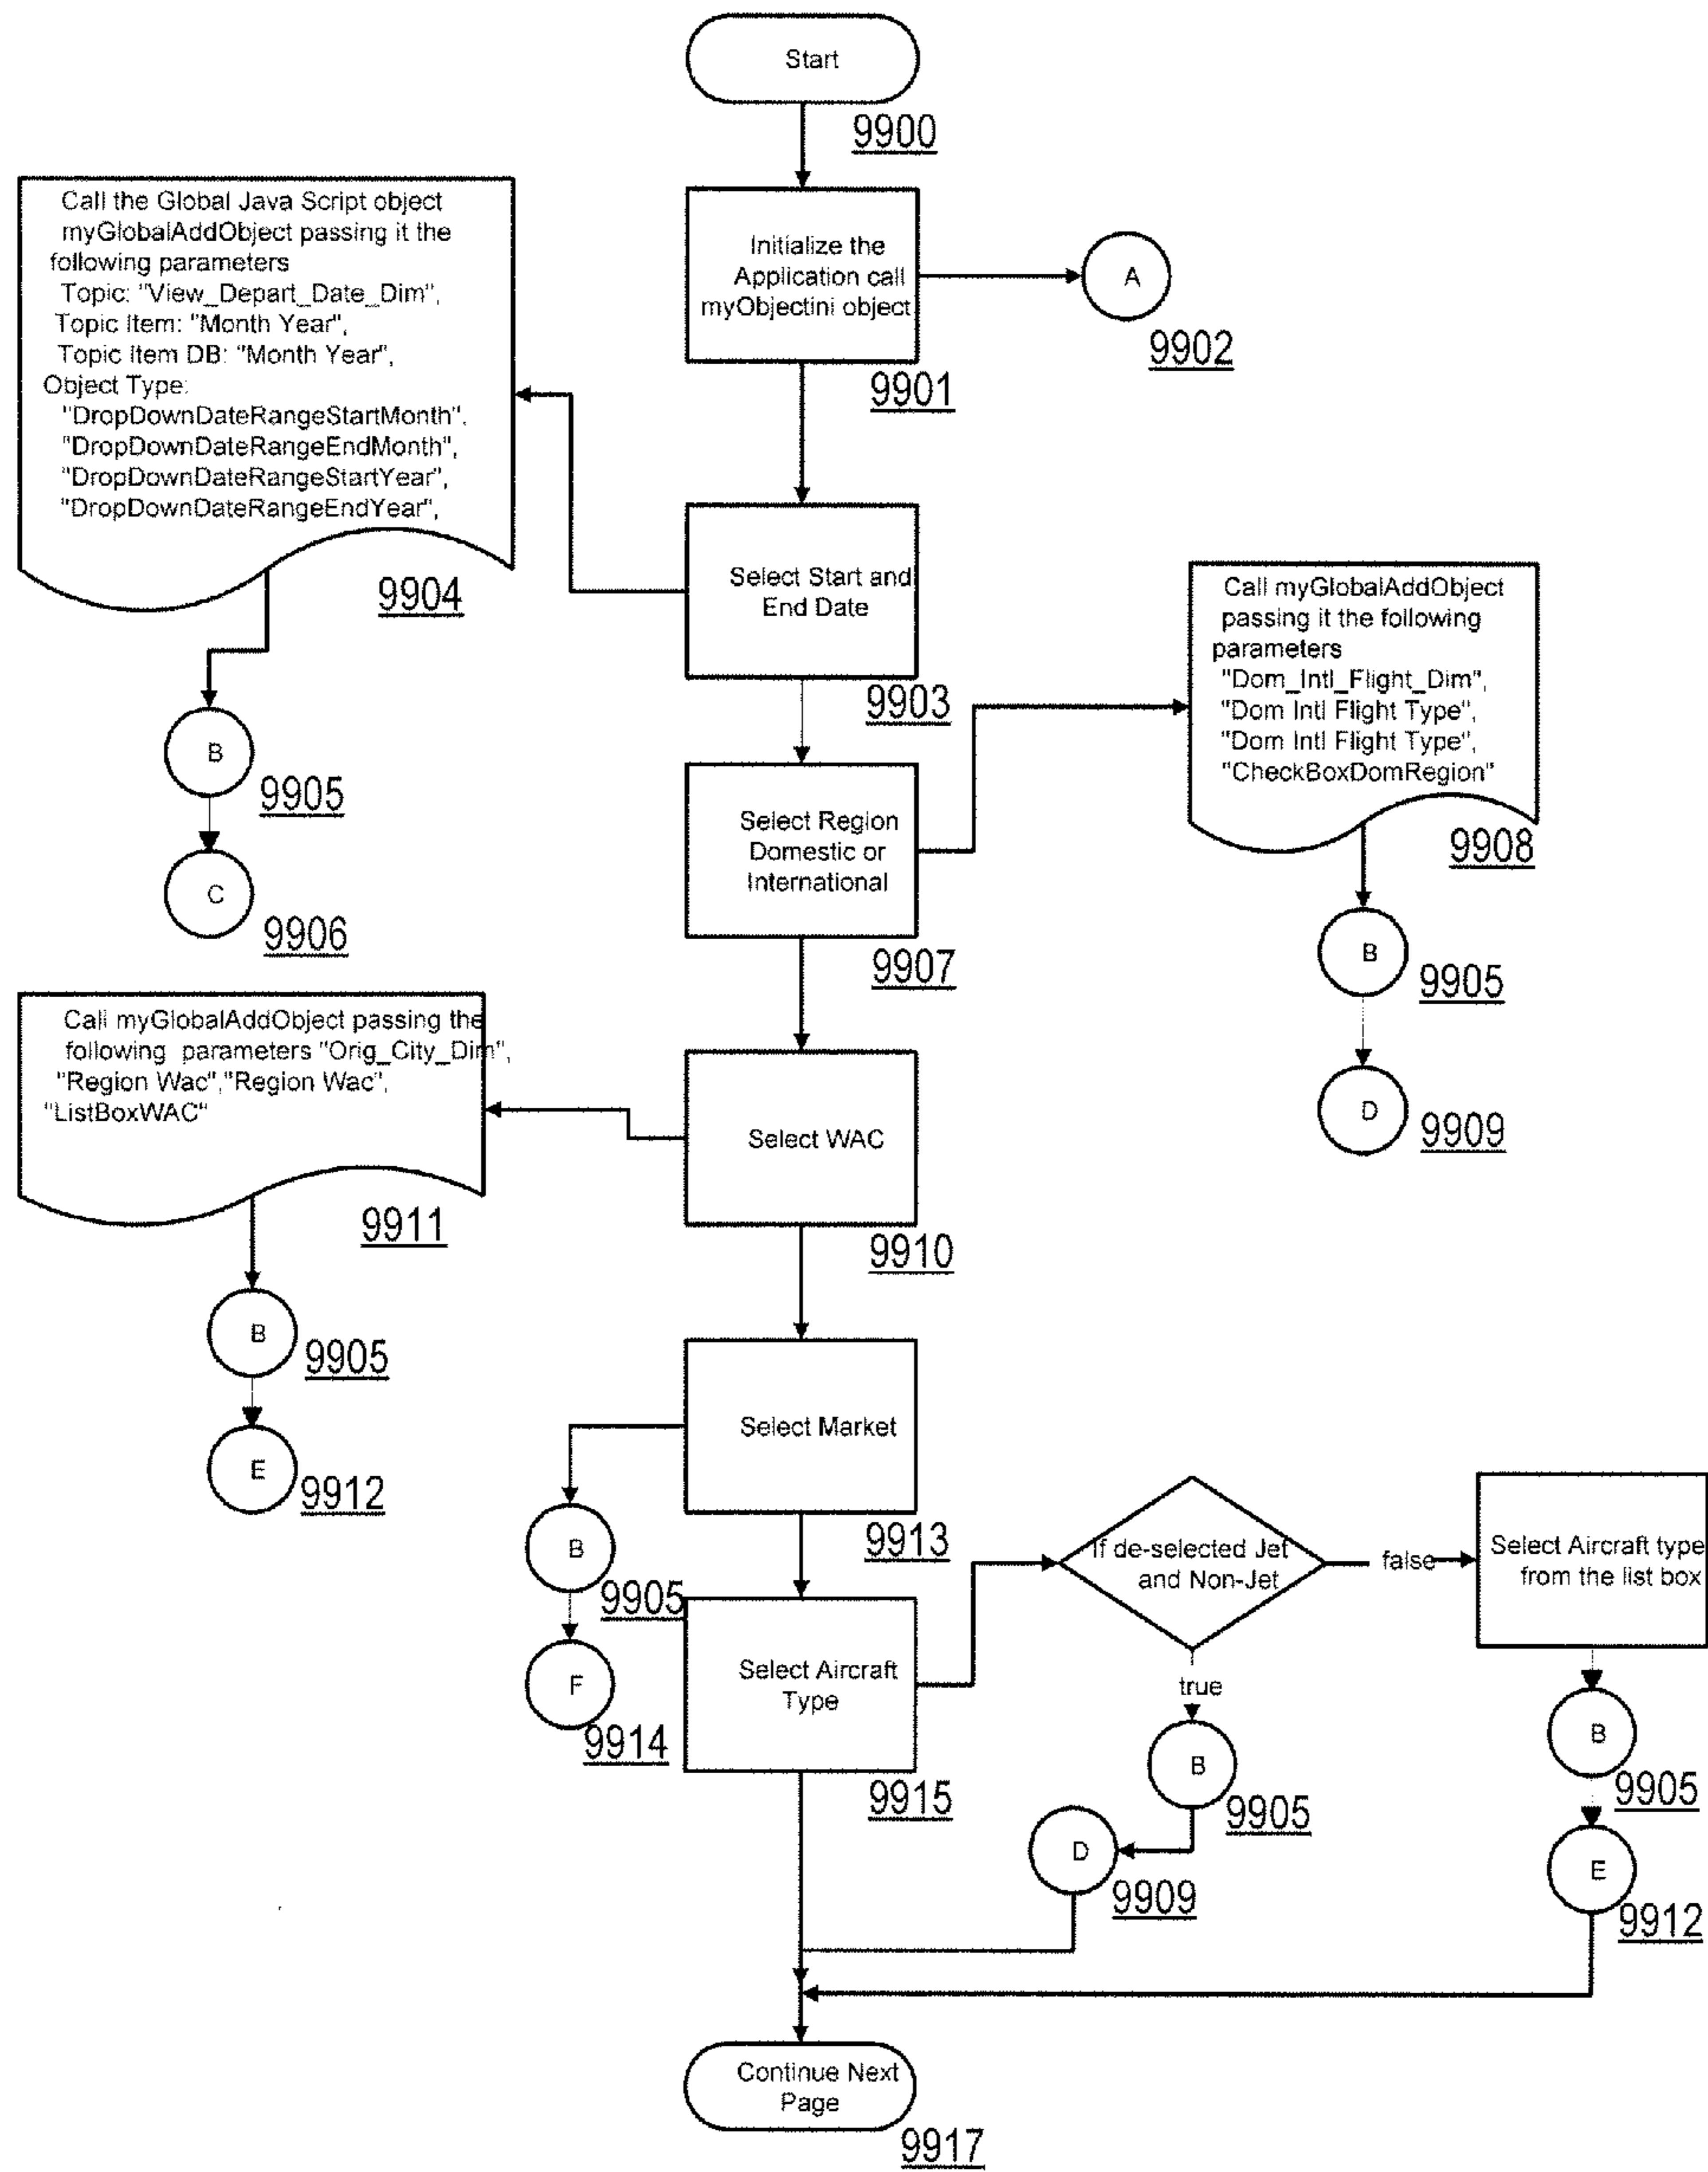 Start
9900
Initialize the
Application call
myObjectini object
9901
A
9902
Call the Global Java Script object
myGlobalAddObject passing it the
following parameters
Topic: "View_Depart_Date_Dim",
Topic Item: "Month Year",
Topic Item DB: "Month Year",
Object Type:
"DropDownDateRangeStartMonth",
"DropDownDateRangeEndMonth",
"DropDownDateRangeStartYear",
"DropDownDateRangeEndYear",
9904
B
9905
C
9906
Select Start and
End Date
9903
Call myGlobalAddObject
passing it the following
parameters
"Dom_Intl_Flight_Dim",
"Dom Intl Flight Type",
"Dom Intl Flight Type",
"CheckBoxDomRegion"
9908
B
9905
D
9909
Select Region
Domestic or
International
9907
Call myGlobalAddObject passing the
following parameters "Orig_City_Dim",
"Region Wac","Region Wac",
"ListBoxWAC"
9911
B
9905
E
9912
Select WAC
9910
Select Market
9913
B
9905
F
9914
Select Aircraft
Type
9915
If de-selected Jet
and Non-Jet
false
true
Select Aircraft type
from the list box
B
9905
D
9909
B
9905
E
9912
Continue Next
Page
9917